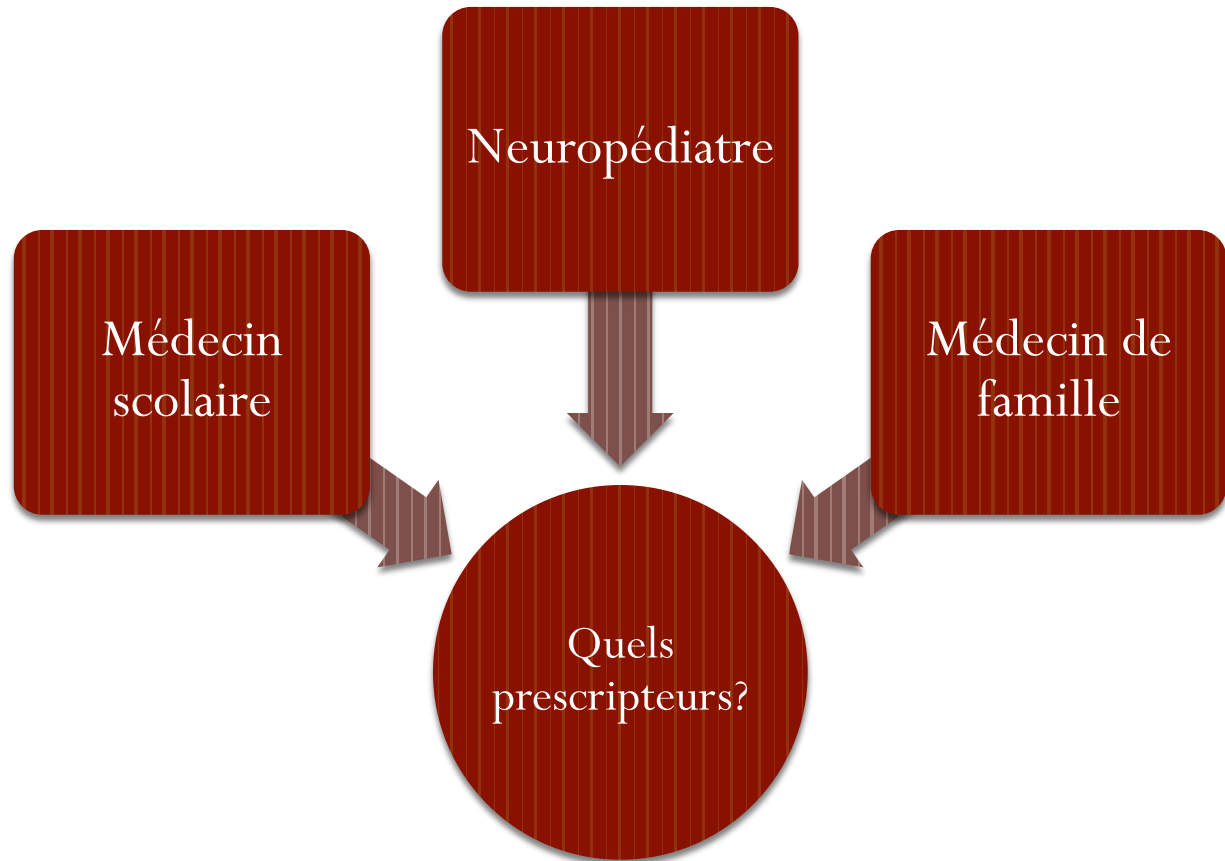 Neuropédiatre
Médecin
scolaire
Médecin de
famille
Quels
prescripteurs?